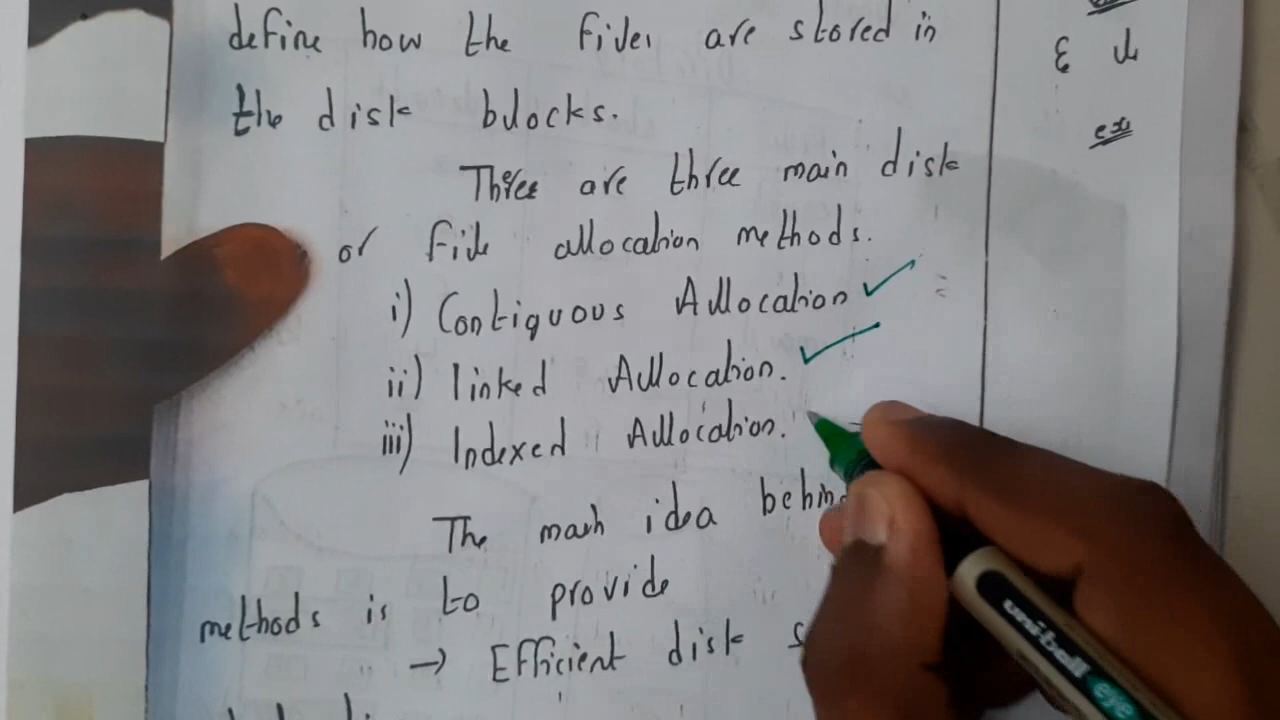 define how the files are stored in
the disk blocks.
There are three main disk
or file allocation methods.
i) Contiguous Allocation ✓
ii) linked Allocation. ✓
iii) Indexed Allocation.
The main idea behind
methods is to provide
→ Efficient disk s
uniball eye
ex